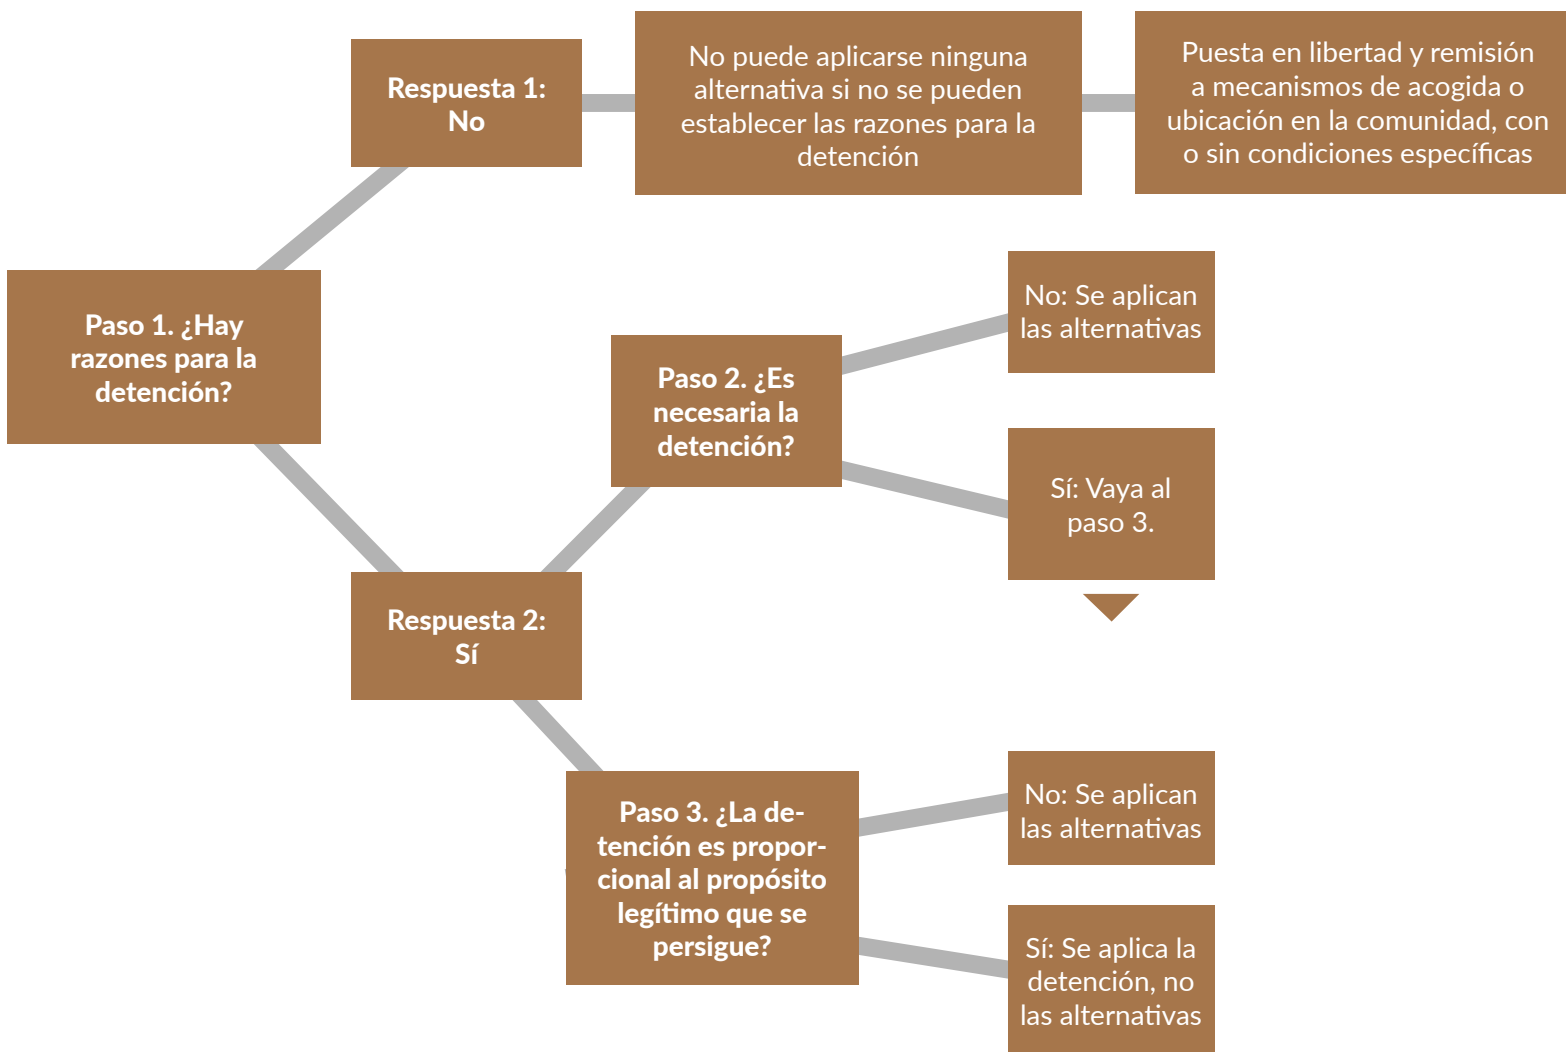 Respuesta 1:
No
No puede aplicarse ninguna
alternativa si no se pueden
establecer las razones para la
detención
Puesta en libertad y remisión
a mecanismos de acogida o
ubicación en la comunidad, con
o sin condiciones específicas
Paso 1. ¿Hay
razones para la
detención?
Paso 2. ¿Es
necesaria la
detención?
No: Se aplican
las alternativas
Sí: Vaya al
paso 3.
Respuesta 2:
Sí
Paso 3. ¿La de-
tención es propor-
cional al propósito
legítimo que se
persigue?
No: Se aplican
las alternativas
Sí: Se aplica la
detención, no
las alternativas